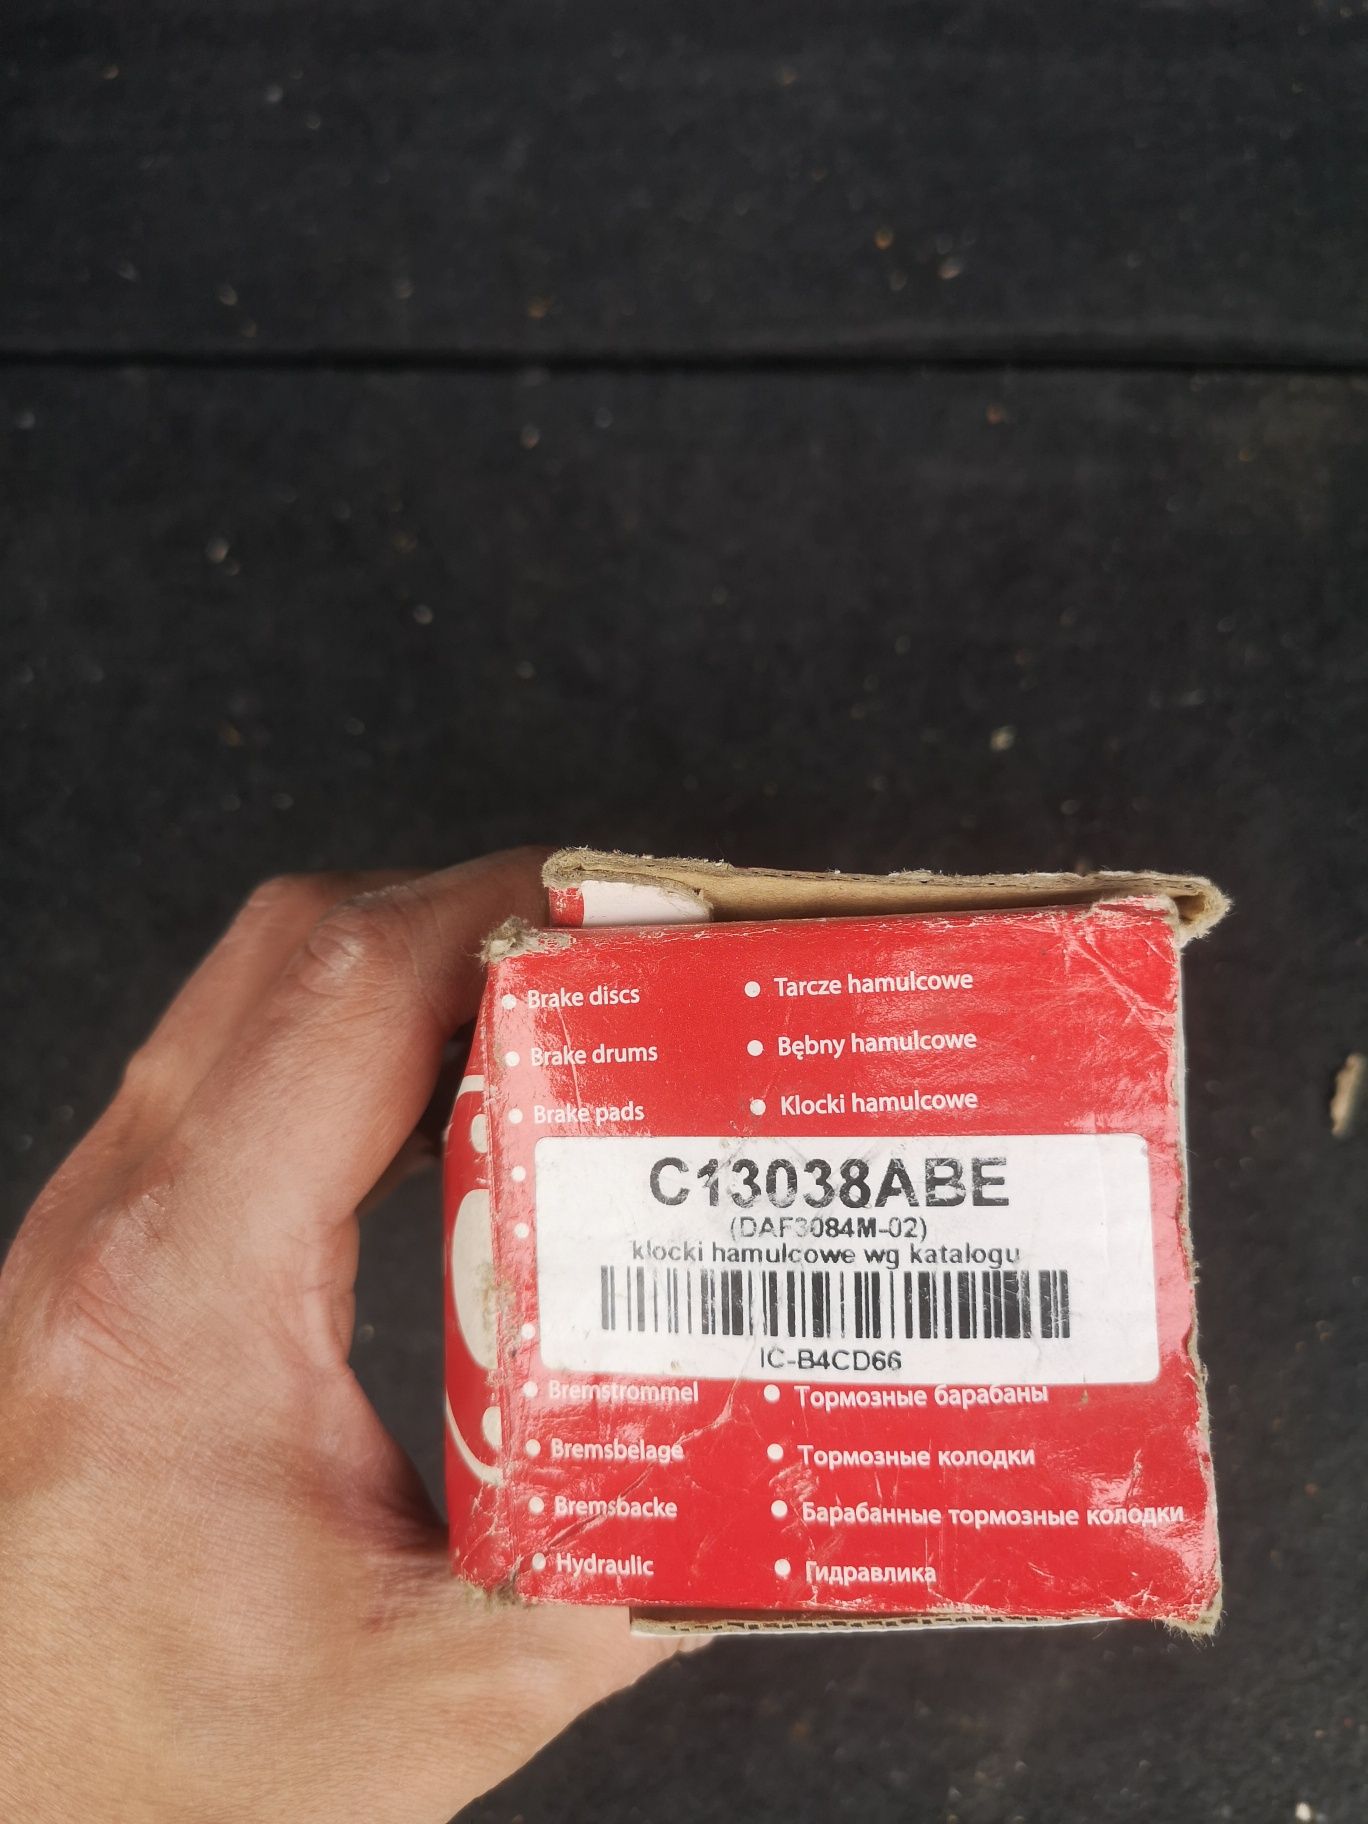 Brake discs
Brake drums
Brake pads
Tarcze hamulcowe
Bębny hamulcowe
Klocki hamulcowe
C13038ABE
(DAF3084M-02)
klocki hamulcowe wg katalogu
IC-B4CD66
Bremstrommel
Bremsbelage
Bremsbacke
Hydraulic
Тормозные барабаны
Тормозные колодки
Барабанные тормозные колодки
Гидравлика